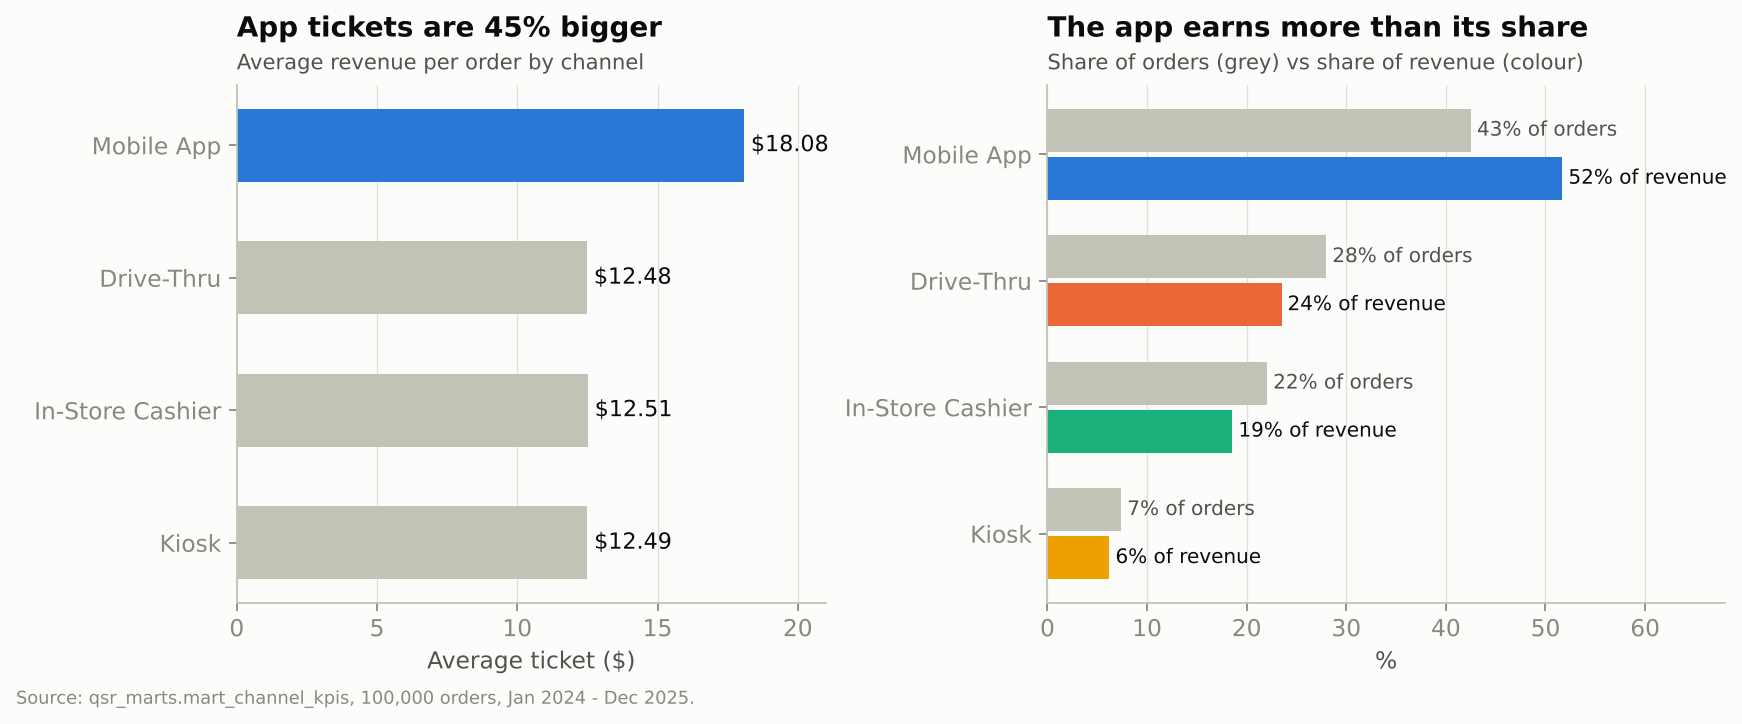 App tickets are 45% bigger
Average revenue per order by channel
Mobile App
$18.08
Drive-Thru
$12.48
In-Store Cashier
$12.51
Kiosk
$12.49
0 5 10 15 20
Average ticket ($)
The app earns more than its share
Share of orders (grey) vs share of revenue (colour)
Mobile App
43% of orders
52% of revenue
Drive-Thru
28% of orders
24% of revenue
In-Store Cashier
22% of orders
19% of revenue
Kiosk
7% of orders
6% of revenue
0 10 20 30 40 50 60
%
Source: qsr_marts.mart_channel_kpis, 100,000 orders, Jan 2024 - Dec 2025.